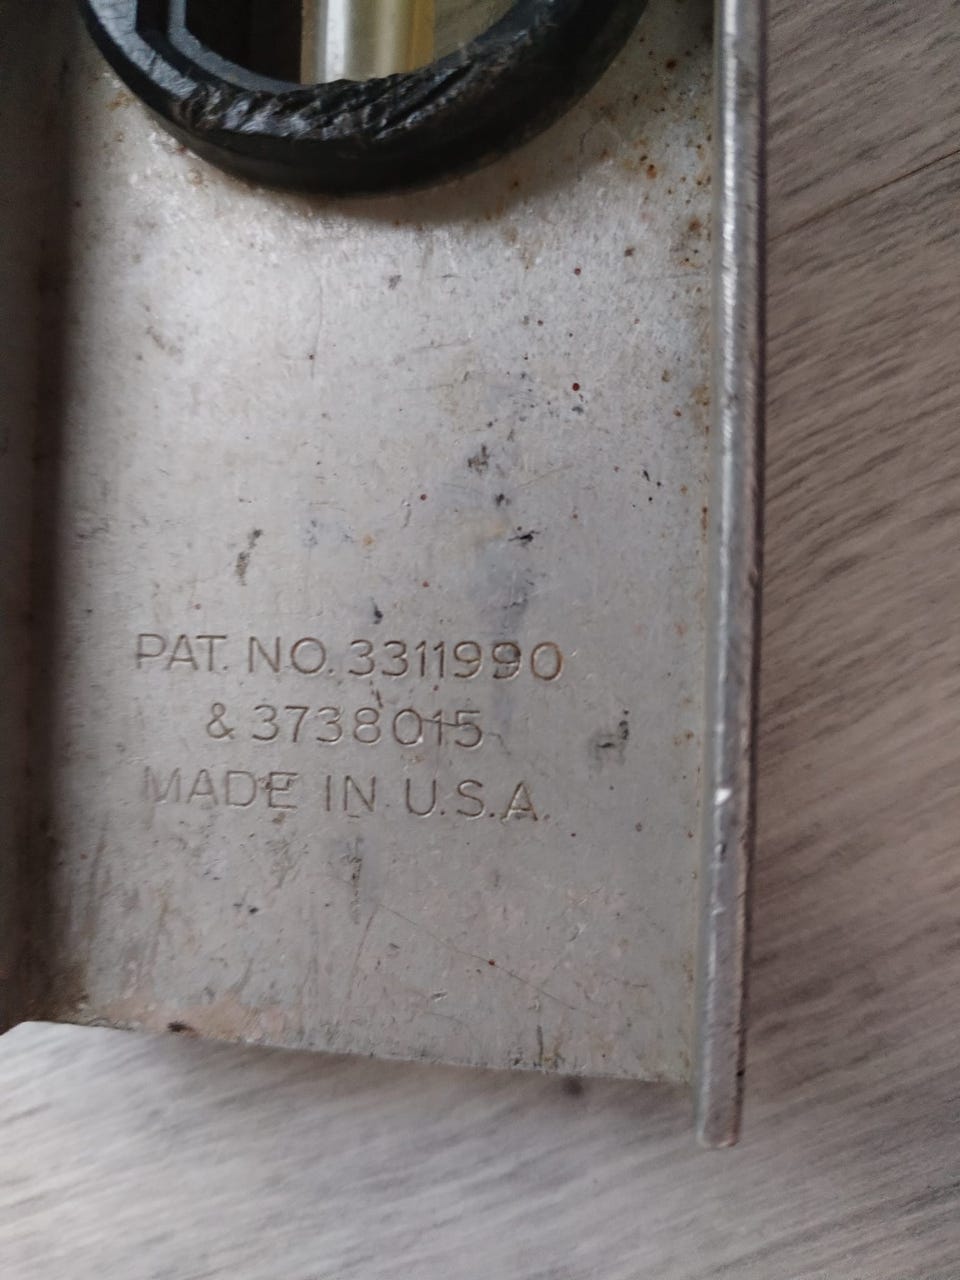 PAT. NO. 3311990
& 3738015
MADE IN U.S.A.